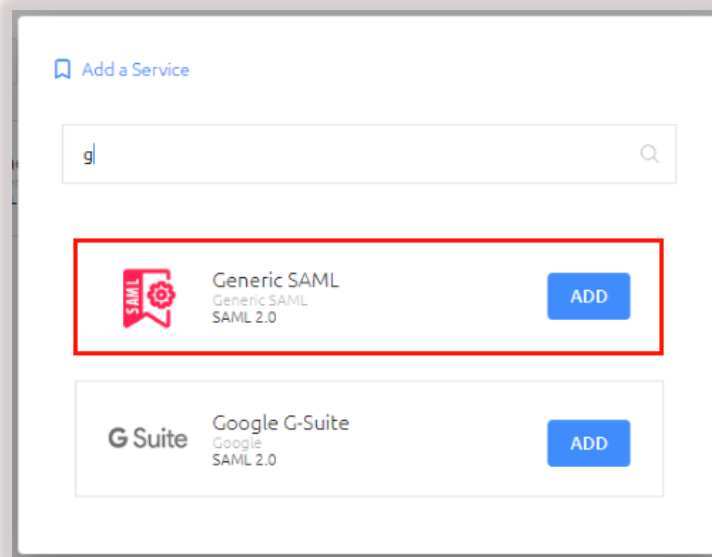 Add a Service
g
SAML
Generic SAML
Generic SAML
SAML 2.0
ADD
G Suite
Google G-Suite
Google
SAML 2.0
ADD